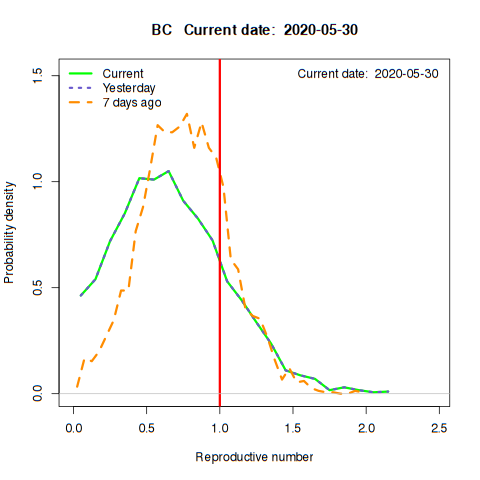 BC Current date: 2020-05-30
Current date: 2020-05-30
Current
Yesterday
7 days ago
Probability density
1.5
1.0
0.5
0.0
0.0 0.5 1.0 1.5 2.0 2.5
Reproductive number